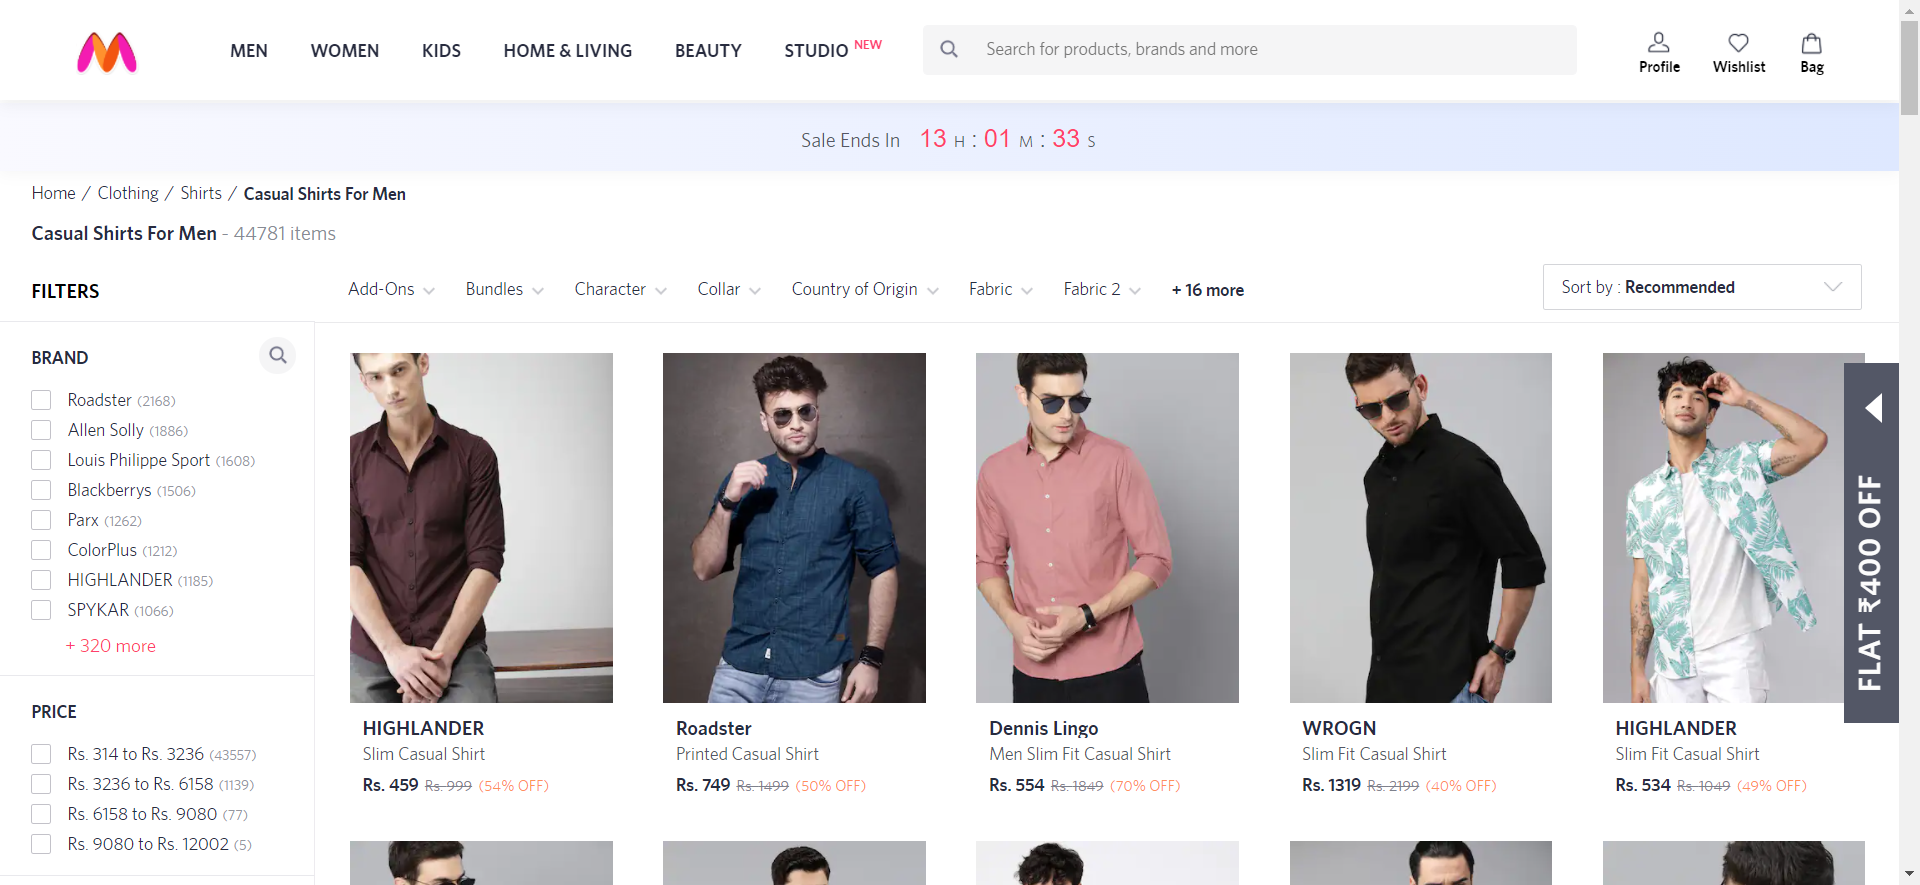 MEN WOMEN KIDS HOME & LIVING BEAUTY STUDIO NEW
Search for products, brands and more
Profile Wishlist Bag
Sale Ends In 13 H : 01 M : 33 S
Home / Clothing / Shirts / Casual Shirts For Men
Casual Shirts For Men - 44781 items
FILTERS
Add-Ons Bundles Character Collar Country of Origin Fabric Fabric 2 + 16 more
Sort by : Recommended
BRAND
Roadster (2168)
Allen Solly (1886)
Louis Philippe Sport (1608)
Blackberrys (1506)
Parx (1262)
ColorPlus (1212)
HIGHLANDER (1185)
SPYKAR (1066)
+ 320 more
PRICE
Rs. 314 to Rs. 3236 (43557)
Rs. 3236 to Rs. 6158 (1139)
Rs. 6158 to Rs. 9080 (77)
Rs. 9080 to Rs. 12002 (5)
HIGHLANDER
Slim Casual Shirt
Rs. 459 Rs. 999 (54% OFF)
Roadster
Printed Casual Shirt
Rs. 749 Rs. 1499 (50% OFF)
Dennis Lingo
Men Slim Fit Casual Shirt
Rs. 554 Rs. 1849 (70% OFF)
WROGN
Slim Fit Casual Shirt
Rs. 1319 Rs. 2199 (40% OFF)
HIGHLANDER
Slim Fit Casual Shirt
Rs. 534 Rs. 1049 (49% OFF)
FLAT ₹400 OFF